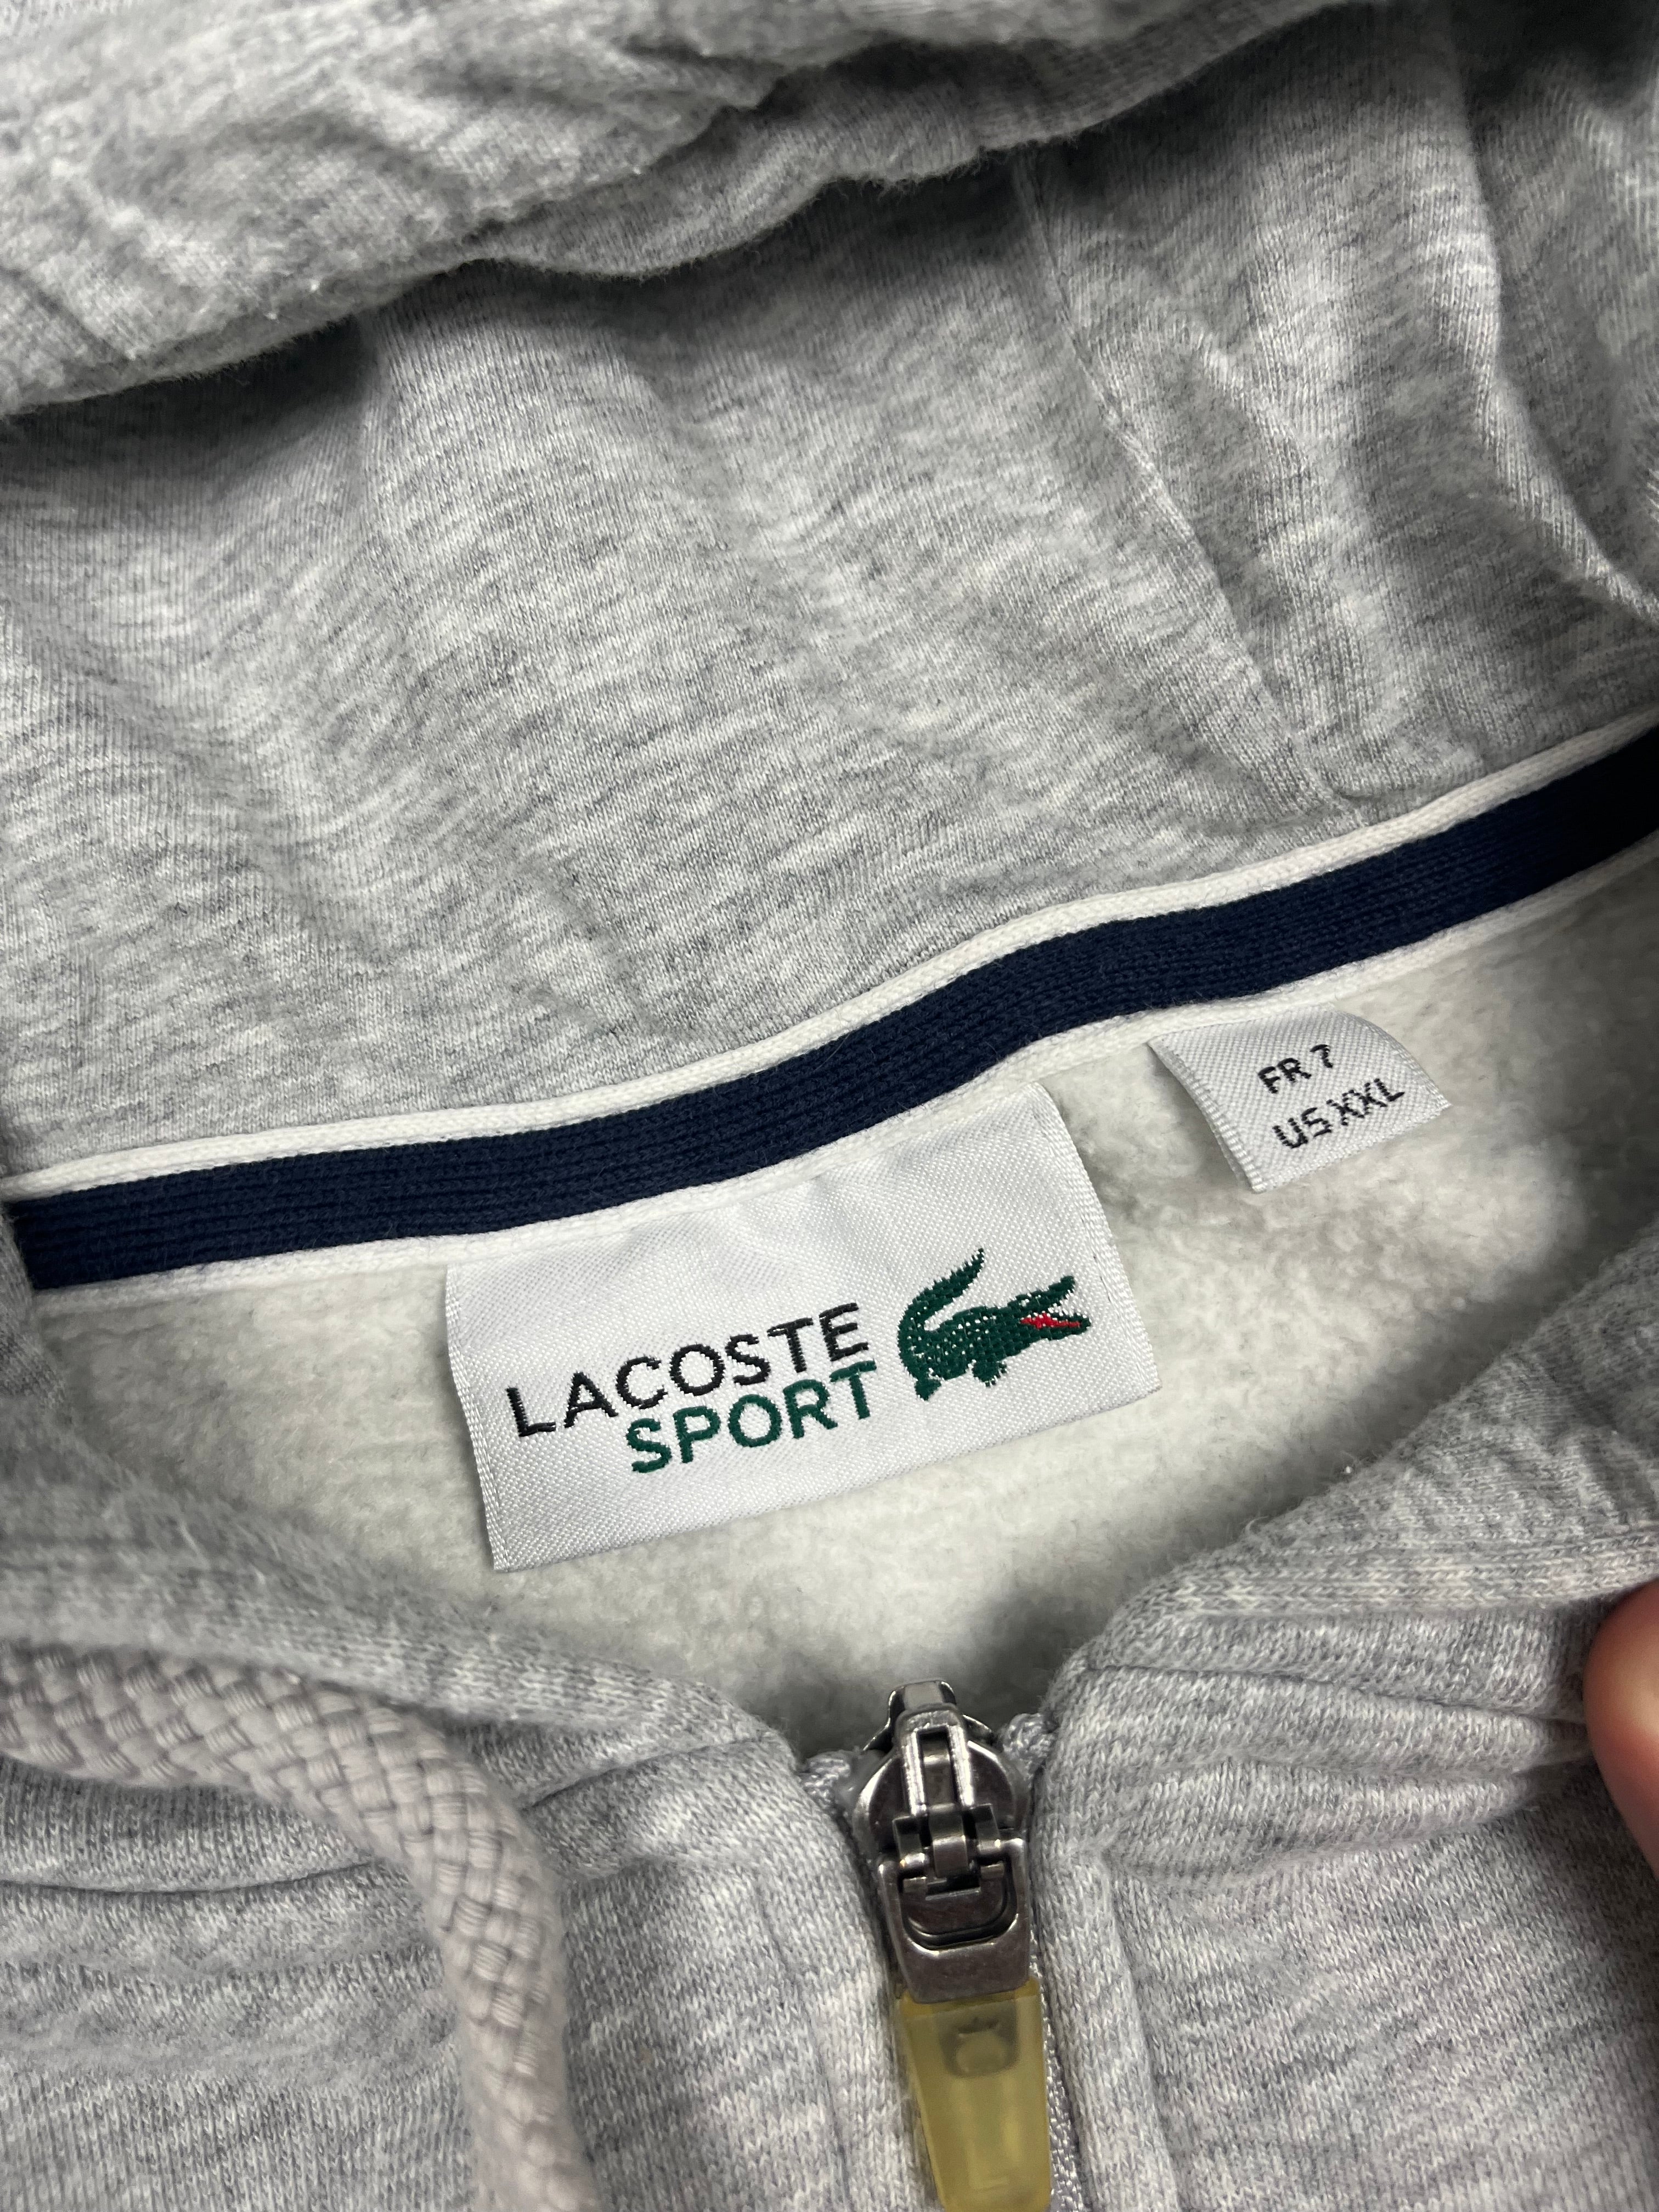 LACOSTE
SPORT
FR 7
US XXL